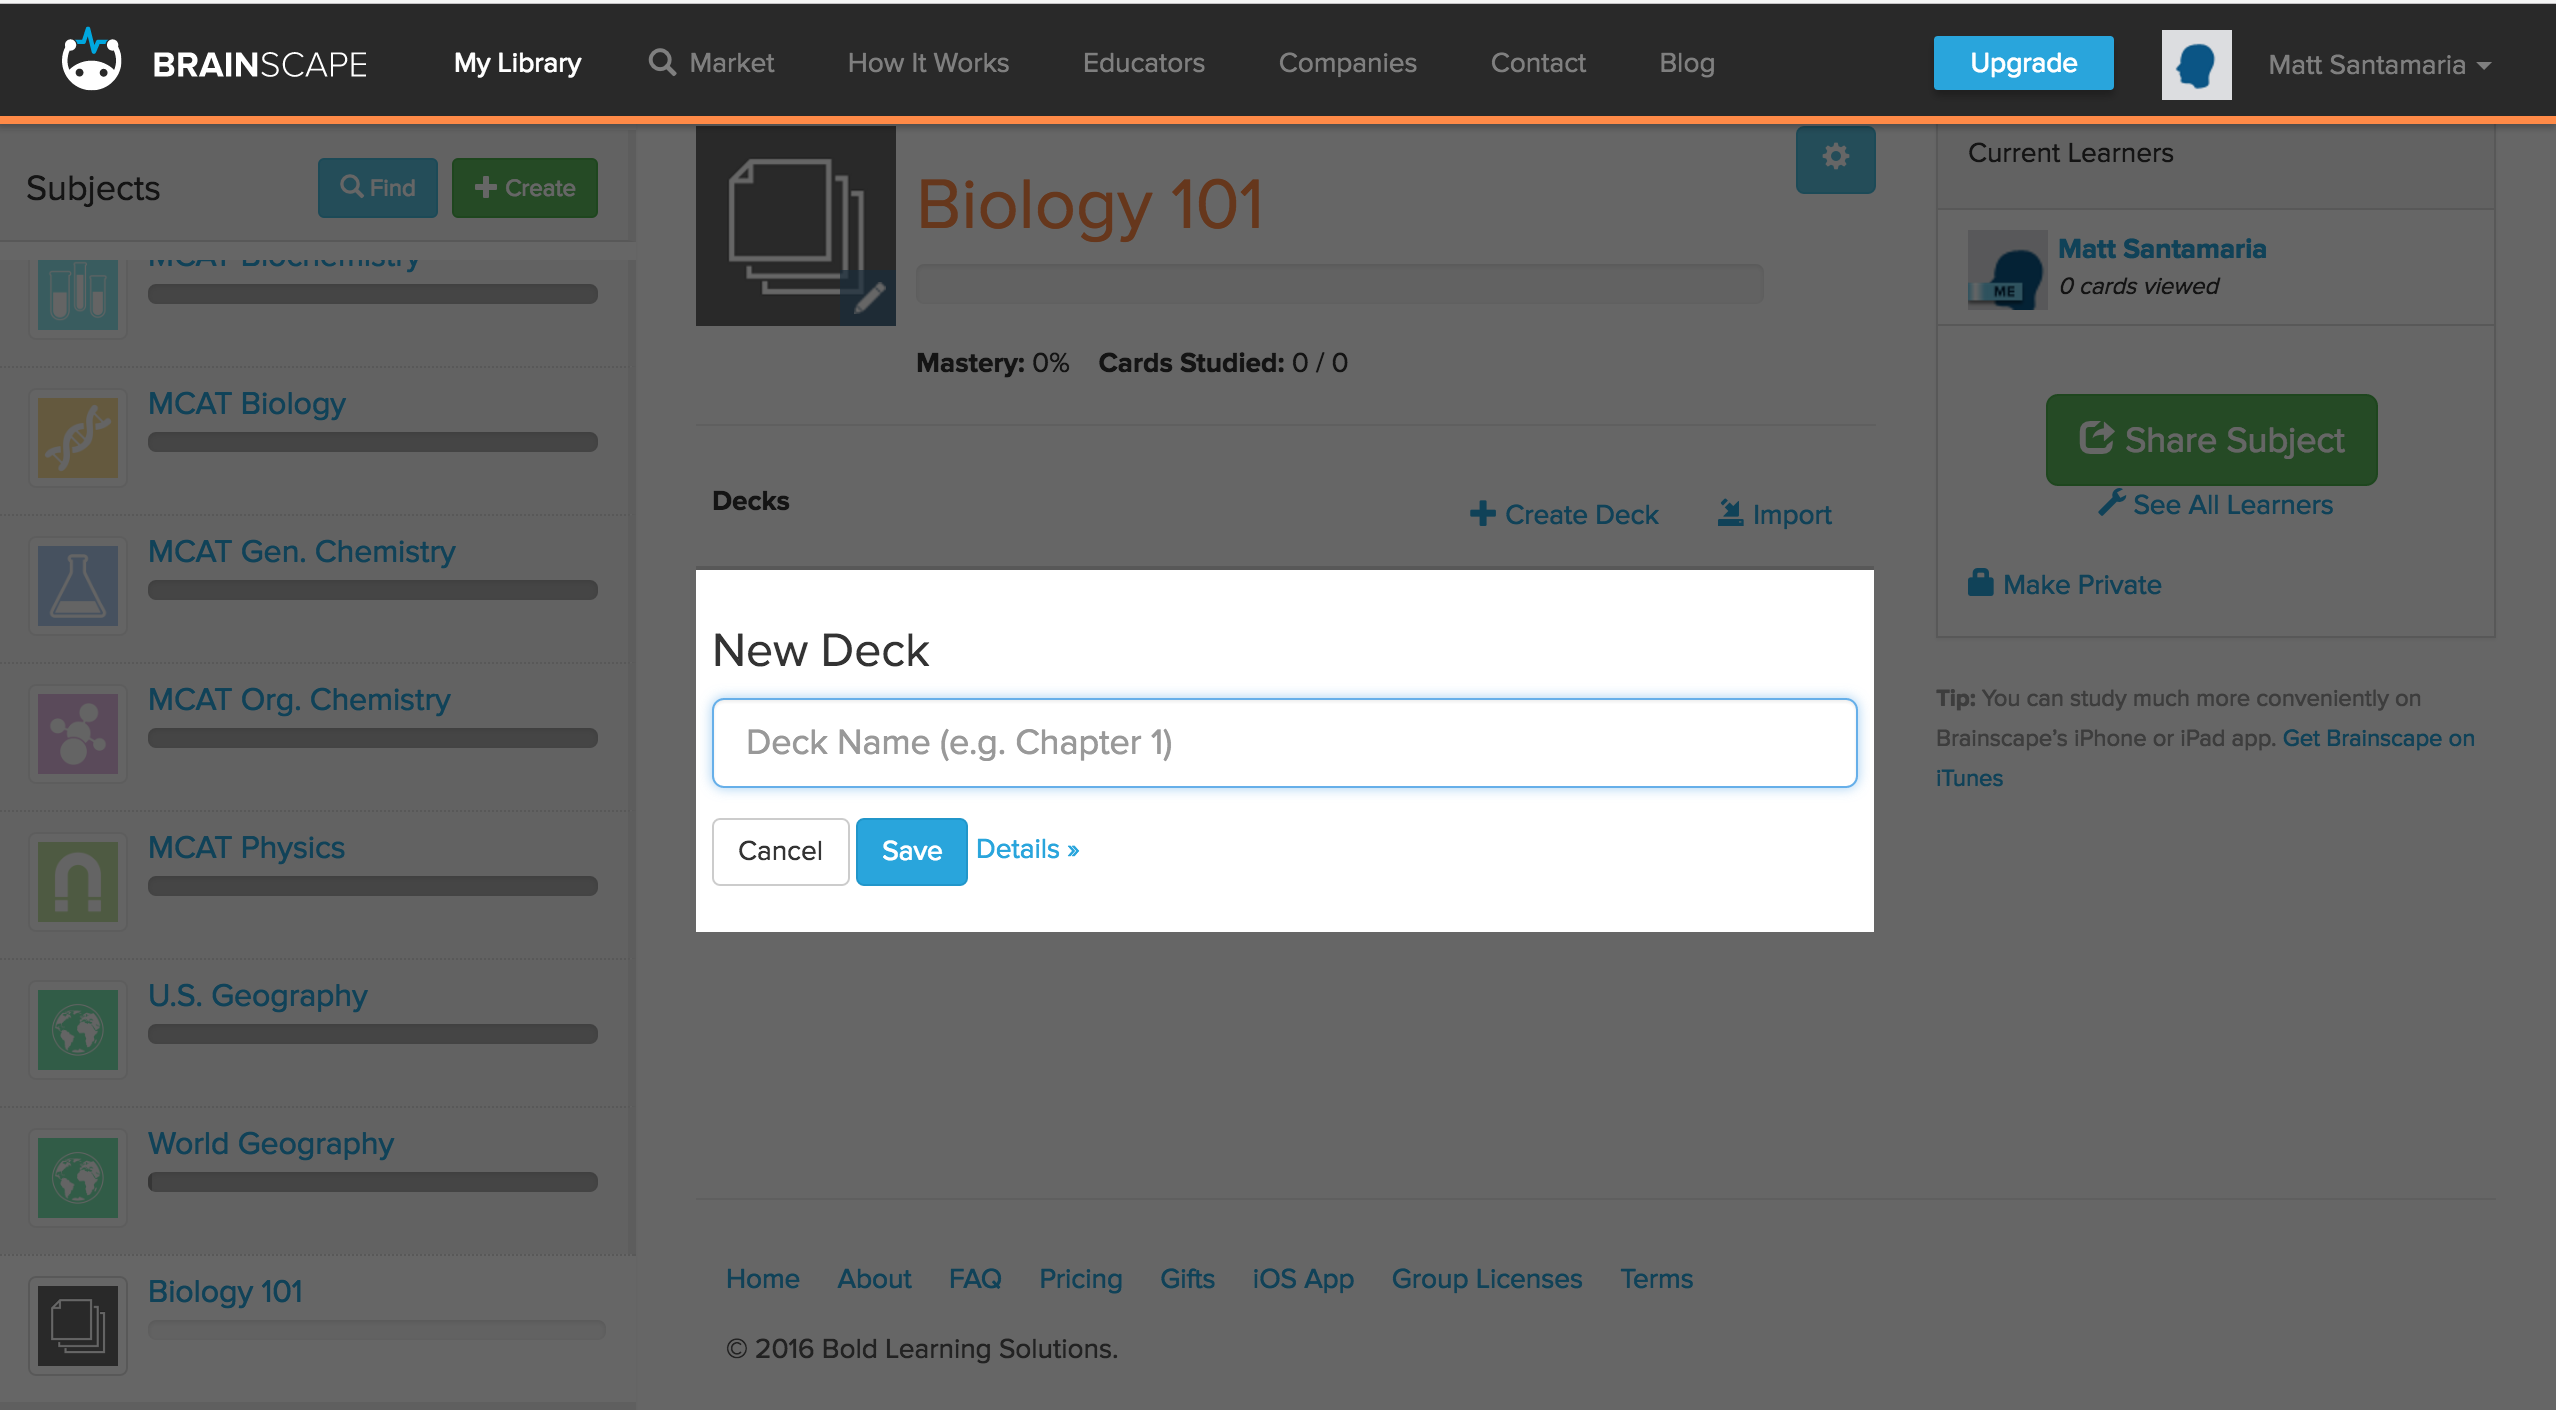 BRAINSCAPE
My Library
Market
How It Works
Educators
Companies
Contact
Blog
Upgrade
Matt Santamaria
Subjects
Find
Create
MCAT Biochemistry
MCAT Biology
MCAT Gen. Chemistry
MCAT Org. Chemistry
MCAT Physics
U.S. Geography
World Geography
Biology 101
Biology 101
Mastery: 0% Cards Studied: 0 / 0
Decks
Create Deck
Import
New Deck
Deck Name (e.g. Chapter 1)
Cancel
Save
Details »
Current Learners
Matt Santamaria
ME
0 cards viewed
Share Subject
See All Learners
Make Private
Tip: You can study much more conveniently on
Brainscape's iPhone or iPad app. Get Brainscape on
iTunes
Home About FAQ Pricing Gifts iOS App Group Licenses Terms
© 2016 Bold Learning Solutions.